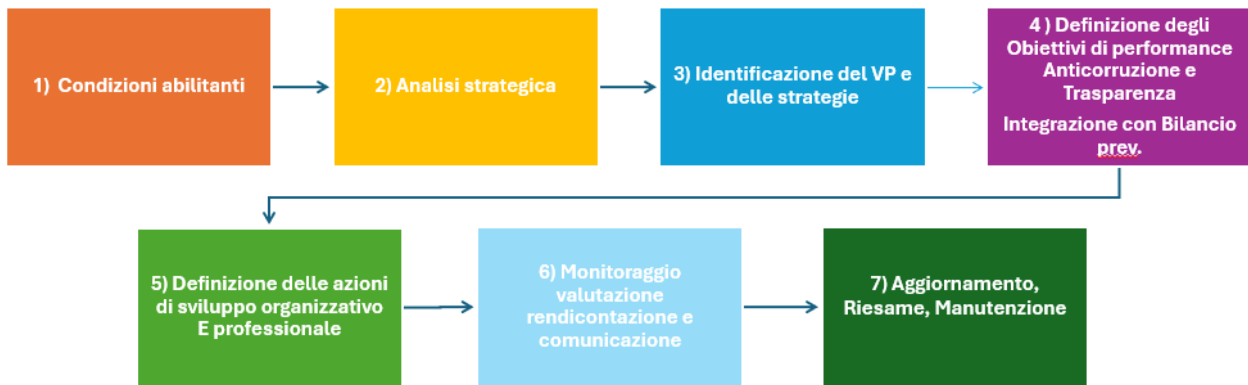 1) Condizioni abilitanti
2) Analisi strategica
3) Identificazione del VP e
delle strategie
4 ) Definizione degli
Obiettivi di performance
Anticorruzione e
Trasparenza
Integrazione con Bilancio
prev.
5) Definizione delle azioni
di sviluppo organizzativo
E professionale
6) Monitoraggio
valutazione
rendicontazione e
comunicazione
7) Aggiornamento,
Riesame, Manutenzione